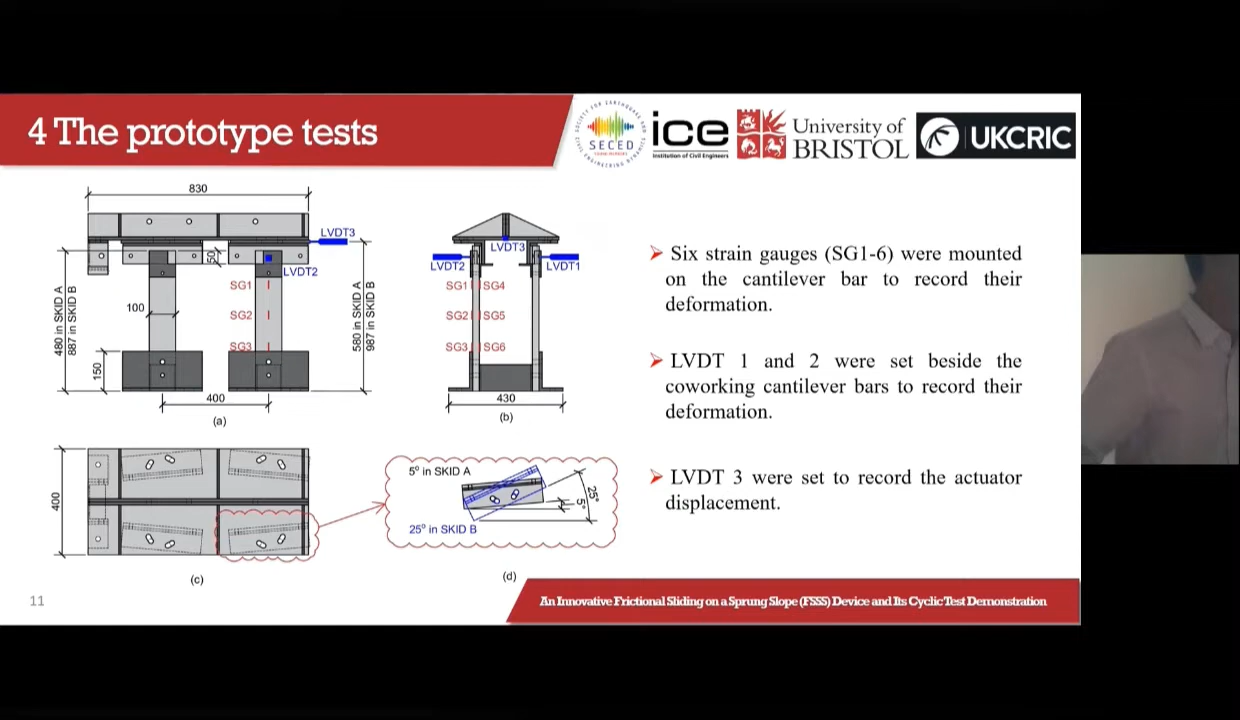 4 The prototype tests
SECED
ice
Institution of Civil Engineers
University of
BRISTOL
UKCRIC
830
LVDT3
50
LVDT2
480 in SKID A
887 in SKID B
100
SG1
SG2
SG3
150
580 in SKID A
987 in SKID B
400
(a)
LVDT3
LVDT2
LVDT1
SG1 SG4
SG2 SG5
SG3 SG6
430
(b)
400
(c)
5° in SKID A
25°
5°
25° in SKID B
(d)
Six strain gauges (SG1-6) were mounted
on the cantilever bar to record their
deformation.
LVDT 1 and 2 were set beside the
coworking cantilever bars to record their
deformation.
LVDT 3 were set to record the actuator
displacement.
11
An Innovative Frictional Sliding on a Sprung Slope (FSSS) Device and Its Cyclic Test Demonstration